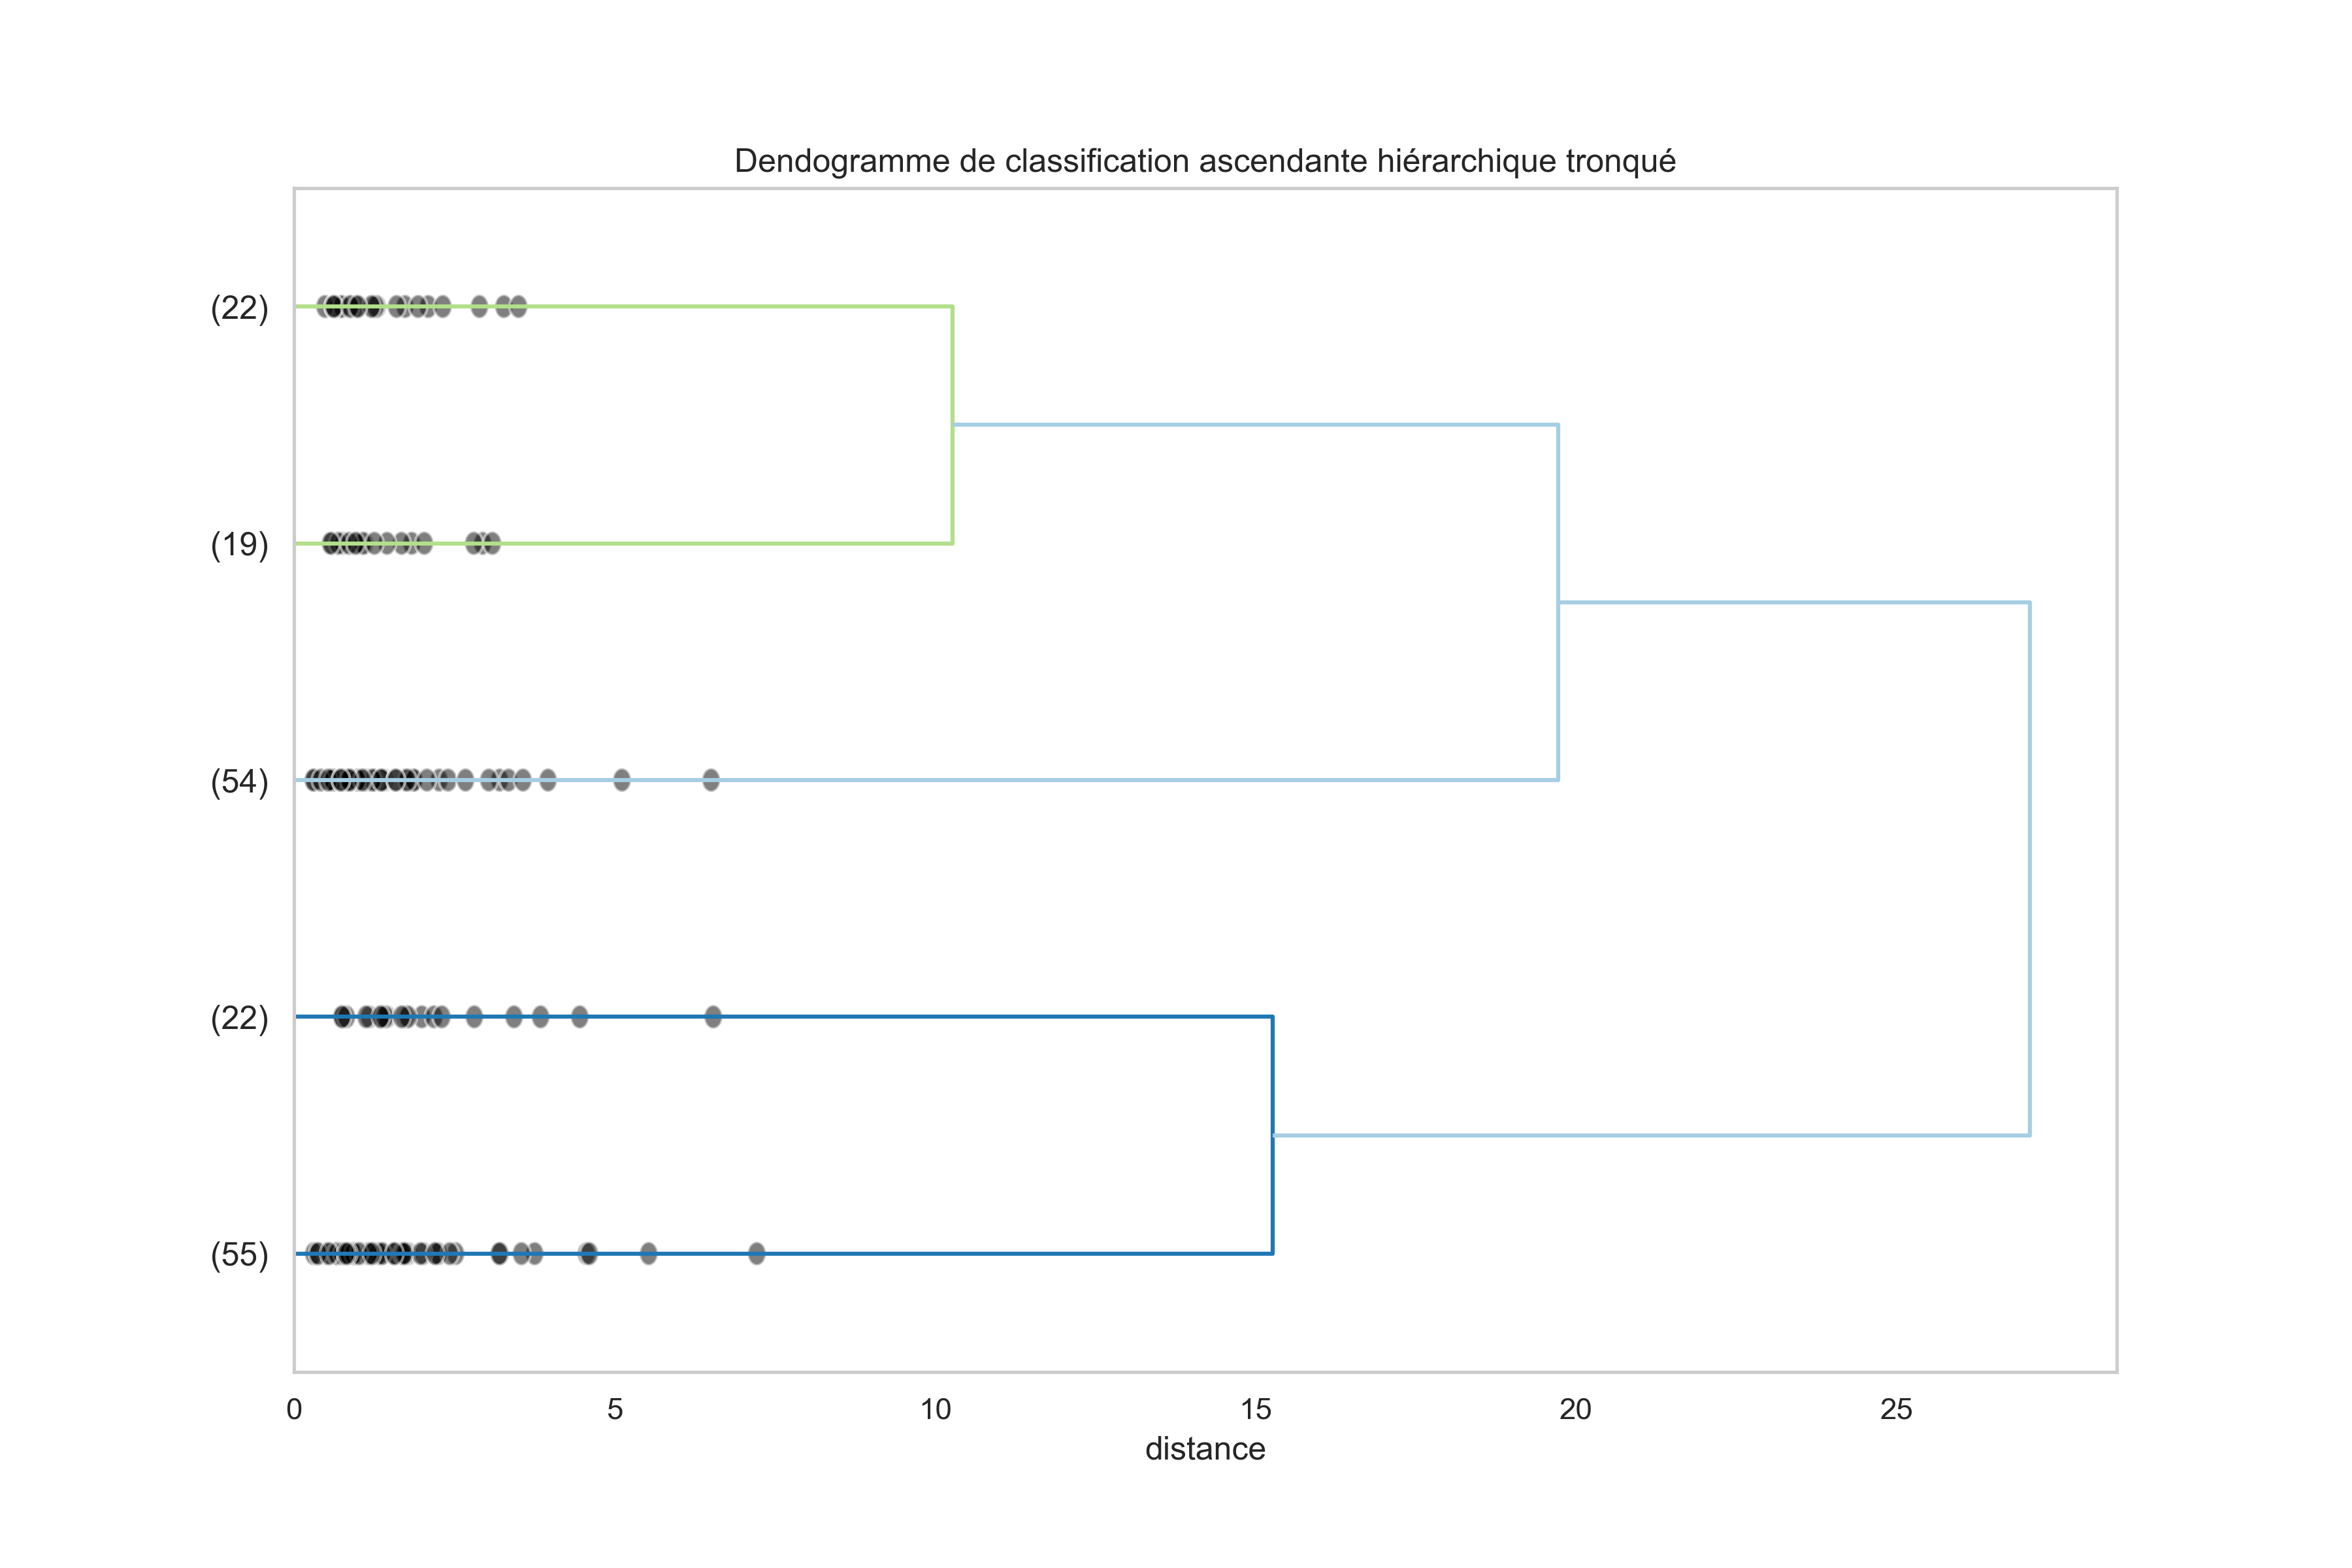 Dendogramme de classification ascendante hiérarchique tronqué
(22)
(19)
(54)
(22)
(55)
0 5 10 15 20 25
distance